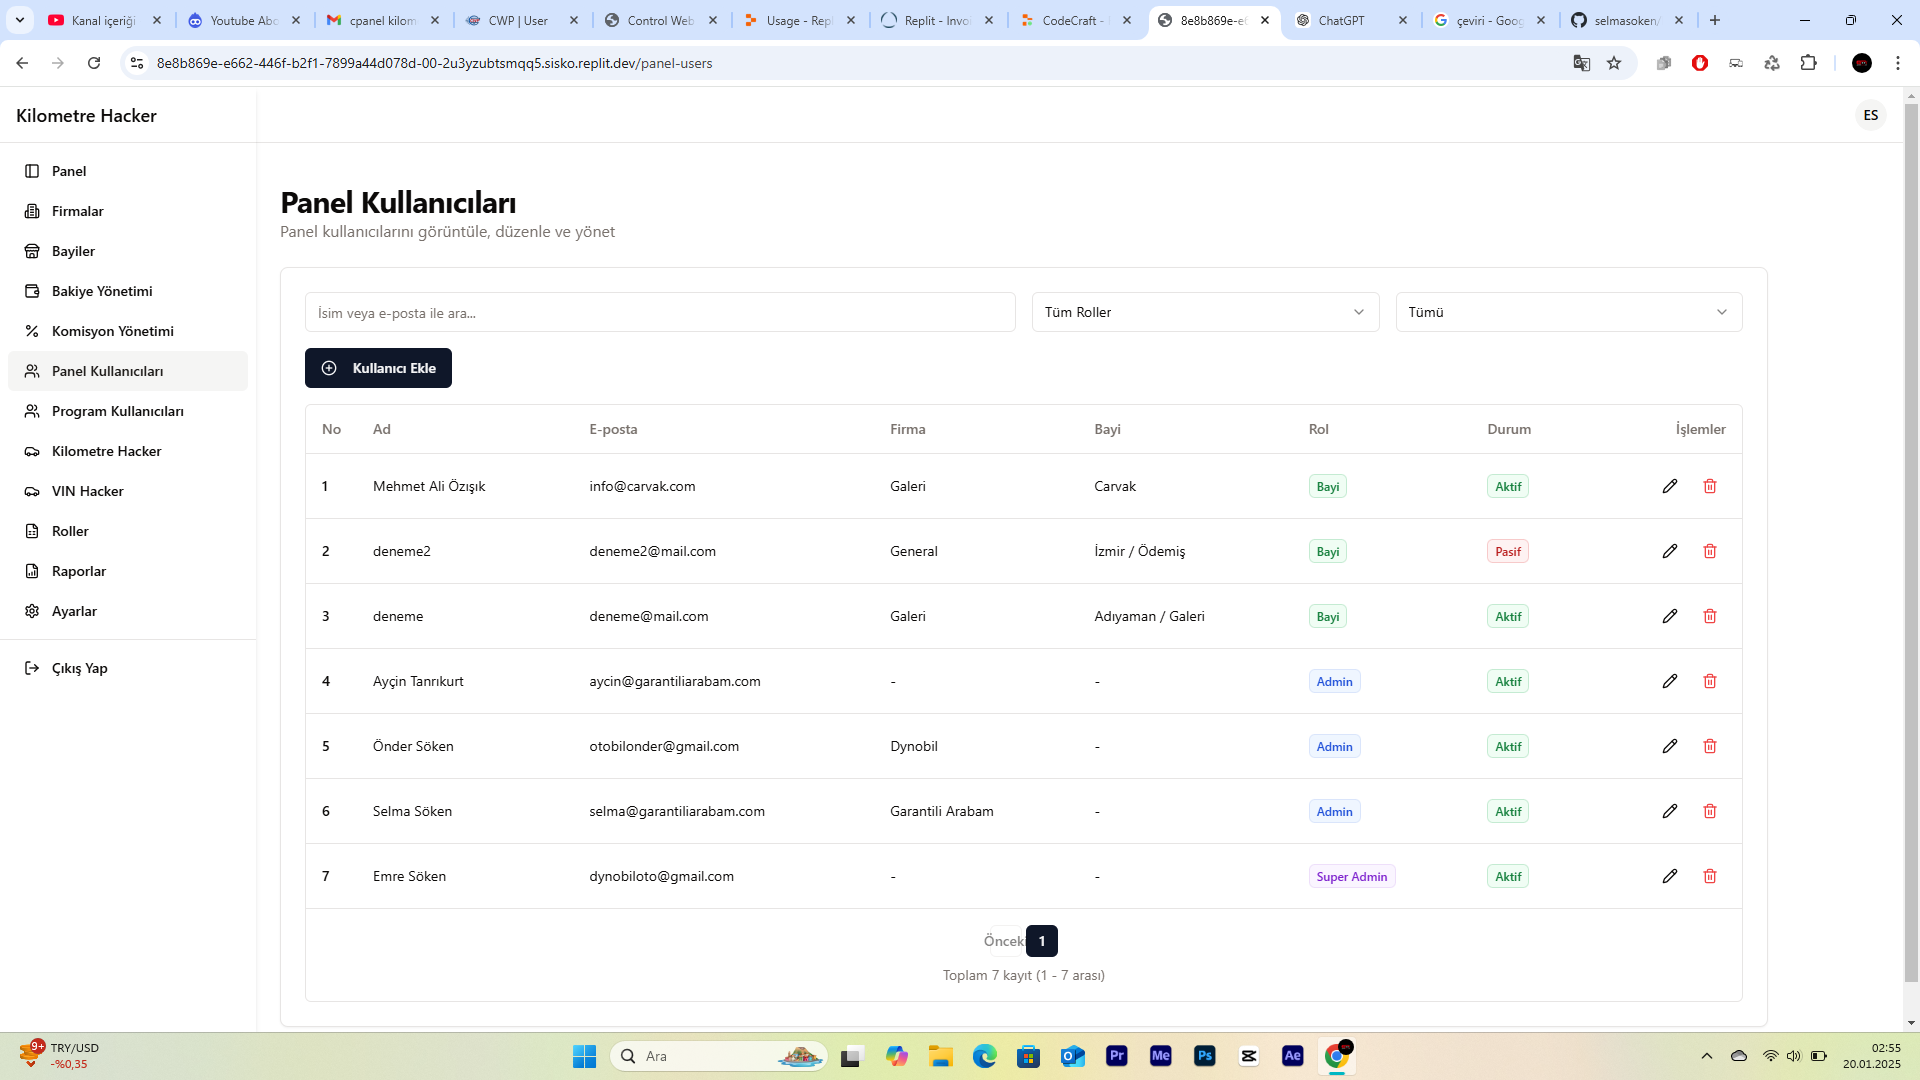 Kanal içeriği
Youtube Abo
cpanel kilom
CWP | User
Control Web
Usage - Repl
Replit - Invo
CodeCraft -
8e8b869e-e6
ChatGPT
çeviri - Goog
selmasoken/
8e8b869e-e662-446f-b2f1-7899a44d078d-00-2u3yzubtsmqq5.sisko.replit.dev/panel-users
Kilometre Hacker
ES
Panel
Firmalar
Bayiler
Bakiye Yönetimi
Komisyon Yönetimi
Panel Kullanıcıları
Program Kullanıcıları
Kilometre Hacker
VIN Hacker
Roller
Raporlar
Ayarlar
Çıkış Yap
Panel Kullanıcıları
Panel kullanıcılarını görüntüle, düzenle ve yönet
İsim veya e-posta ile ara...
Tüm Roller
Tümü
Kullanıcı Ekle
No Ad E-posta Firma Bayi Rol Durum İşlemler
1 Mehmet Ali Özışık info@carvak.com Galeri Carvak Bayi Aktif
2 deneme2 deneme2@mail.com General İzmir / Ödemiş Bayi Pasif
3 deneme deneme@mail.com Galeri Adıyaman / Galeri Bayi Aktif
4 Ayçin Tanrıkurt aycin@garantiliarabam.com - - Admin Aktif
5 Önder Söken otobilonder@gmail.com Dynobil - Admin Aktif
6 Selma Söken selma@garantiliarabam.com Garantili Arabam - Admin Aktif
7 Emre Söken dynobiloto@gmail.com - - Super Admin Aktif
Öncek 1
Toplam 7 kayıt (1 - 7 arası)
9+
TRY/USD
-%0,35
Ara
Pr
Me
Ps
Ae
02:55
20.01.2025